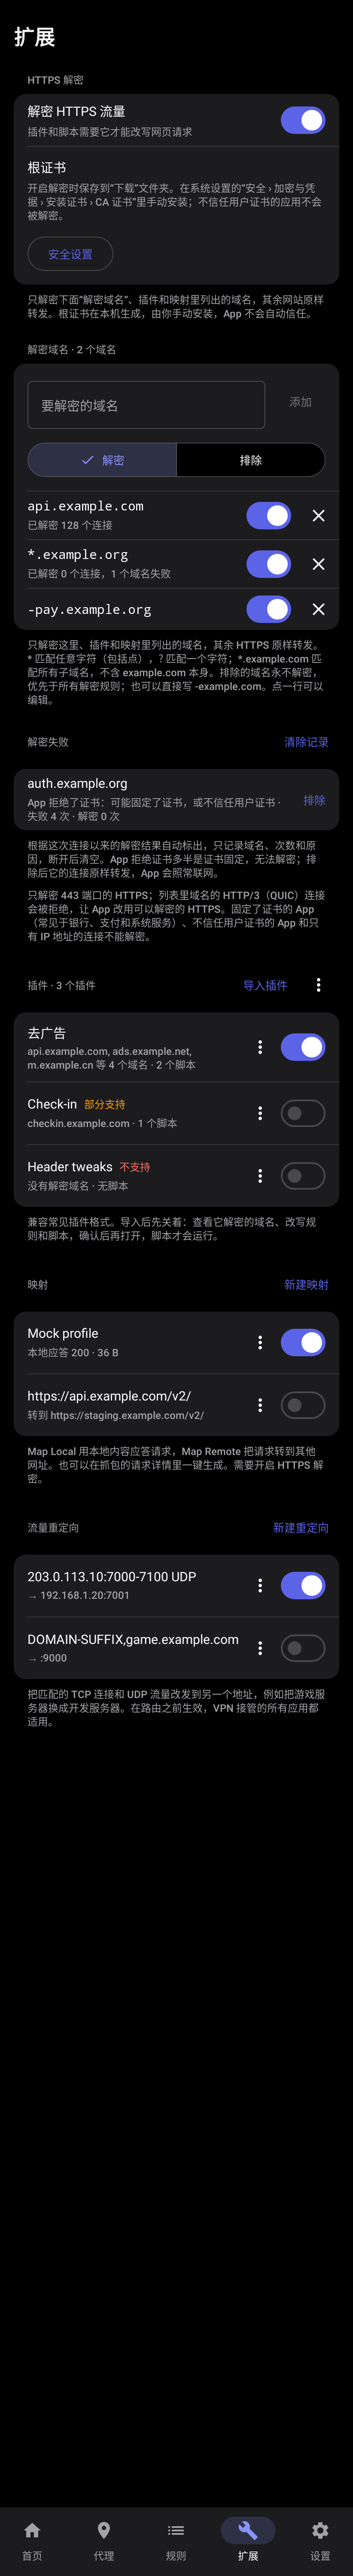 扩展
HTTPS 解密
解密 HTTPS 流量
插件和脚本需要它才能改写网页请求
根证书
开启解密时保存到“下载”文件夹。在系统设置的“安全 › 加密与凭
据 › 安装证书 › CA 证书”里手动安装；不信任用户证书的应用不会
被解密。
安全设置
只解密下面“解密域名”、插件和映射里列出的域名，其余网站原样
转发。根证书在本机生成，由你手动安装，App 不会自动信任。
解密域名 · 2 个域名
要解密的域名
添加
解密
排除
api.example.com
已解密 128 个连接
*.example.org
已解密 0 个连接，1 个域名失败
-pay.example.org
只解密这里、插件和映射里列出的域名，其余 HTTPS 原样转发。
* 匹配任意字符（包括点），? 匹配一个字符；*.example.com 匹
配所有子域名，不含 example.com 本身。排除的域名永不解密，
优先于所有解密规则；也可以直接写 -example.com。点一行可以
编辑。
解密失败
清除记录
auth.example.org
App 拒绝了证书：可能固定了证书，或不信任用户证书 ·
失败 4 次 · 解密 0 次
排除
根据这次连接以来的解密结果自动标出，只记录域名、次数和原
因，断开后清空。App 拒绝证书多半是证书固定，无法解密；排
除后它的连接原样转发，App 会照常联网。
只解密 443 端口的 HTTPS；列表里域名的 HTTP/3（QUIC）连接
会被拒绝，让 App 改用可以解密的 HTTPS。固定了证书的 App
（常见于银行、支付和系统服务）、不信任用户证书的 App 和只
有 IP 地址的连接不能解密。
插件 · 3 个插件
导入插件
去广告
api.example.com, ads.example.net,
m.example.cn 等 4 个域名 · 2 个脚本
Check-in 部分支持
checkin.example.com · 1 个脚本
Header tweaks 不支持
没有解密域名 · 无脚本
兼容常见插件格式。导入后先关着：查看它解密的域名、改写规
则和脚本，确认后再打开，脚本才会运行。
映射
新建映射
Mock profile
本地应答 200 · 36 B
https://api.example.com/v2/
转到 https://staging.example.com/v2/
Map Local 用本地内容应答请求，Map Remote 把请求转到其他
网址。也可以在抓包的请求详情里一键生成。需要开启 HTTPS 解
密。
流量重定向
新建重定向
203.0.113.10:7000-7100 UDP
→ 192.168.1.20:7001
DOMAIN-SUFFIX,game.example.com
→ :9000
把匹配的 TCP 连接和 UDP 流量改发到另一个地址，例如把游戏服
务器换成开发服务器。在路由之前生效，VPN 接管的所有应用都
适用。
首页
代理
规则
扩展
设置